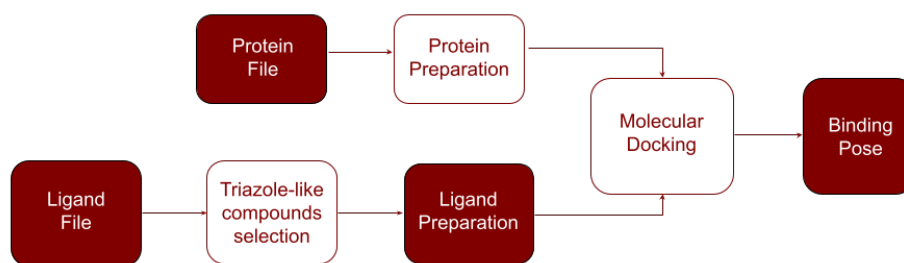 Protein
File
Protein
Preparation
Molecular
Docking
Binding
Pose
Ligand
File
Triazole-like
compounds
selection
Ligand
Preparation